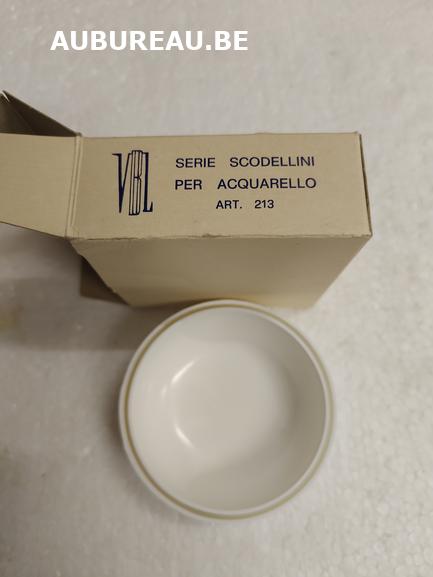 AUBUREAU.BE
VBL
SERIE SCODELLINI
PER ACQUARELLO
ART. 213